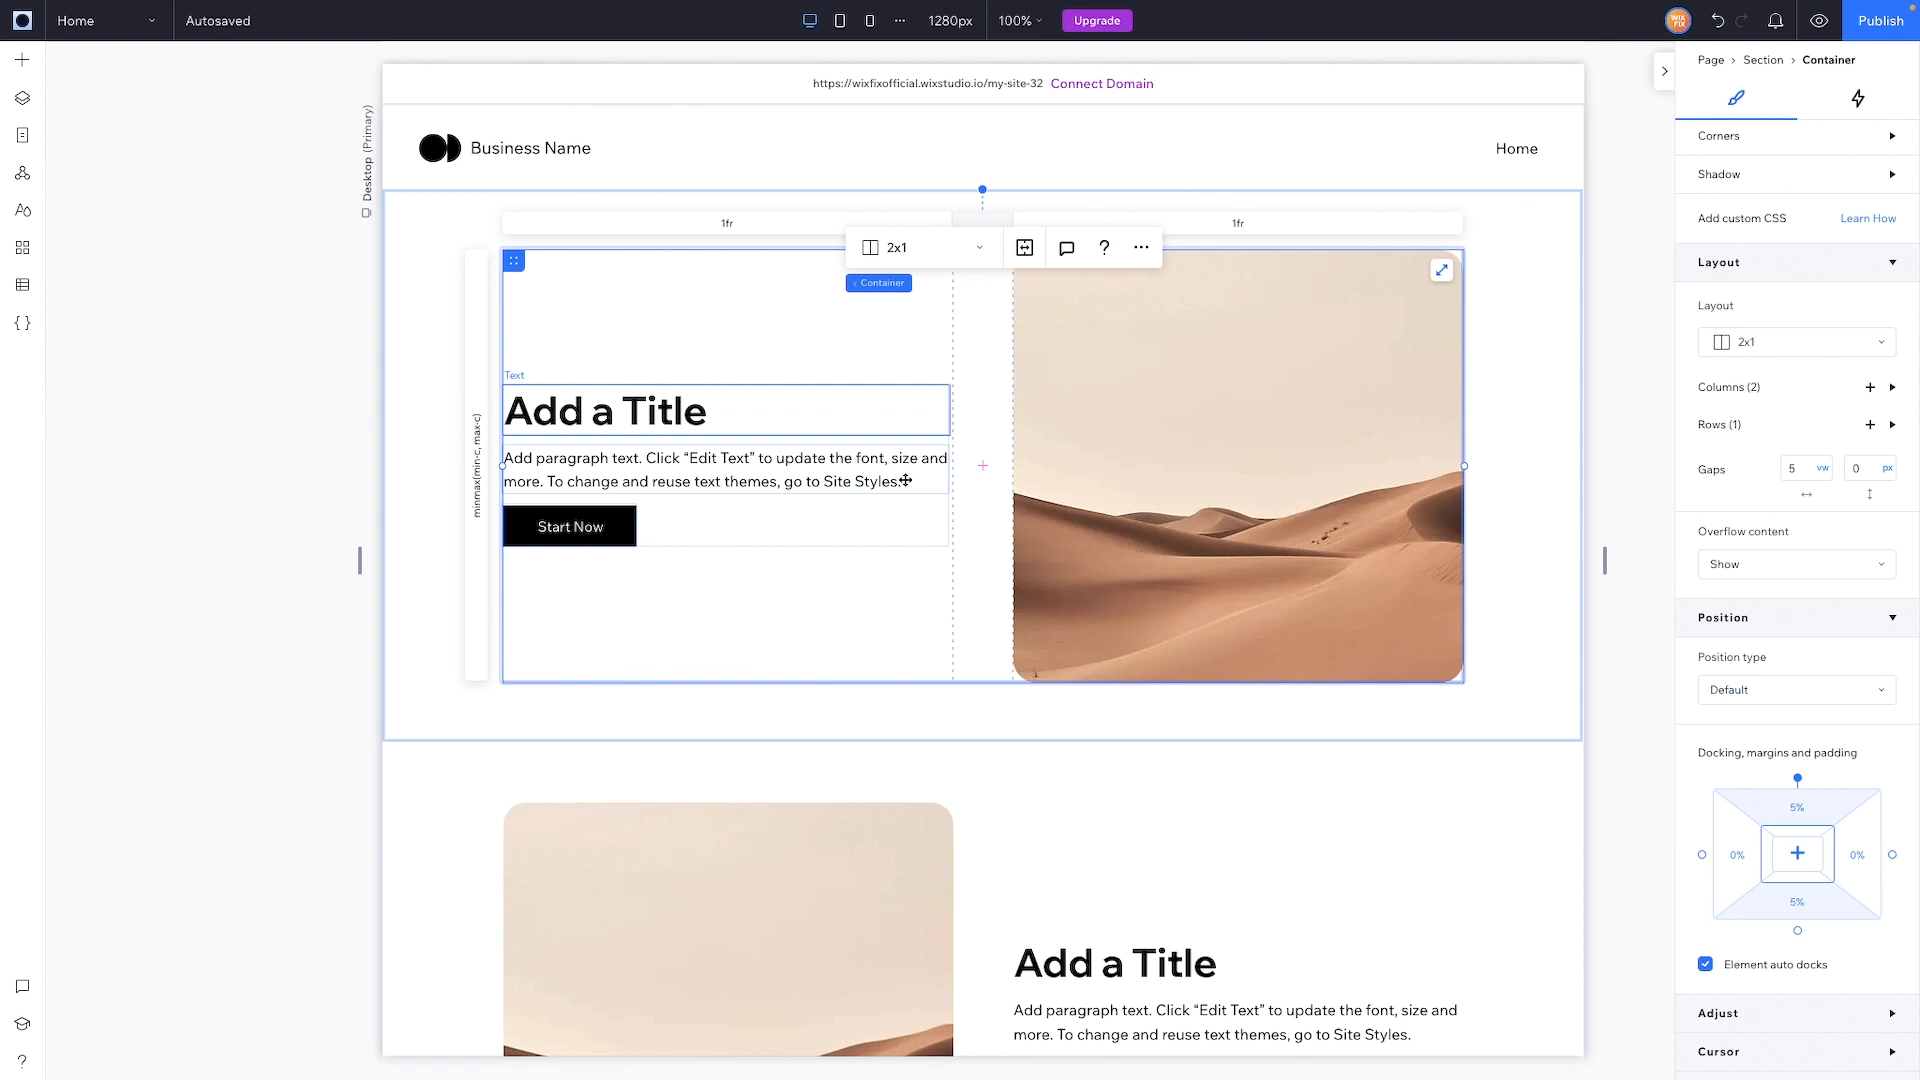 Home
Autosaved
1280px
100%
Upgrade
WIX
FIX
Publish
https://wixfixofficial.wixstudio.io/my-site-32 Connect Domain
Desktop (Primary)
Business Name
Home
1fr
1fr
2x1
?
Container
minmax(min-c, max-c)
Text
Add a Title
Add paragraph text. Click “Edit Text” to update the font, size and
more. To change and reuse text themes, go to Site Styles.
Start Now
Add a Title
Add paragraph text. Click “Edit Text” to update the font, size and
more. To change and reuse text themes, go to Site Styles.
Page > Section > Container
Corners
Shadow
Add custom CSS Learn How
Layout
Layout
2x1
Columns (2)
Rows (1)
Gaps 5 vw 0 px
Overflow content
Show
Position
Position type
Default
Docking, margins and padding
5%
0% 0%
5%
Element auto docks
Adjust
Cursor
?